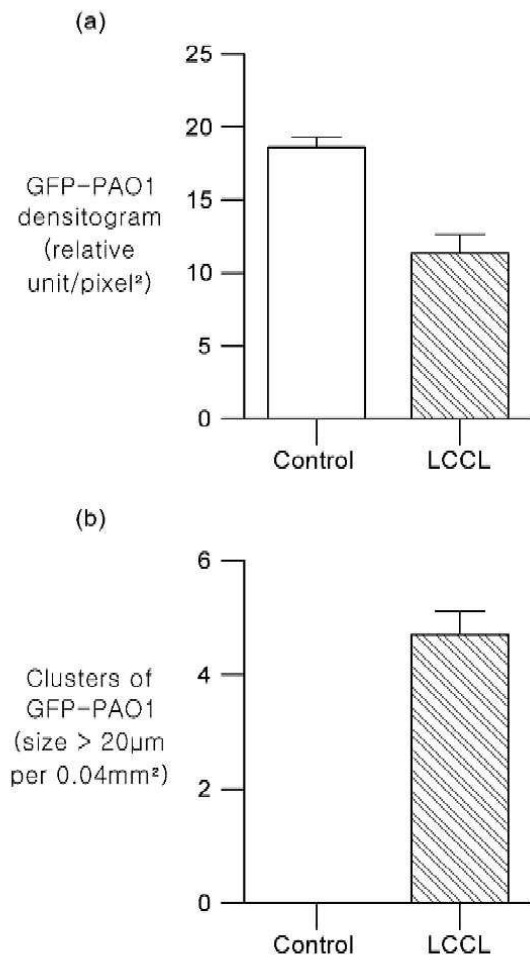 (a)
25
20
15
10
5
0
GFP-PAO1
densitogram
(relative
unit/pixel²)
Control
LCCL
(b)
6
4
2
0
Clusters of
GFP-PAO1
(size > 20μm
per 0.04mm²)
Control
LCCL